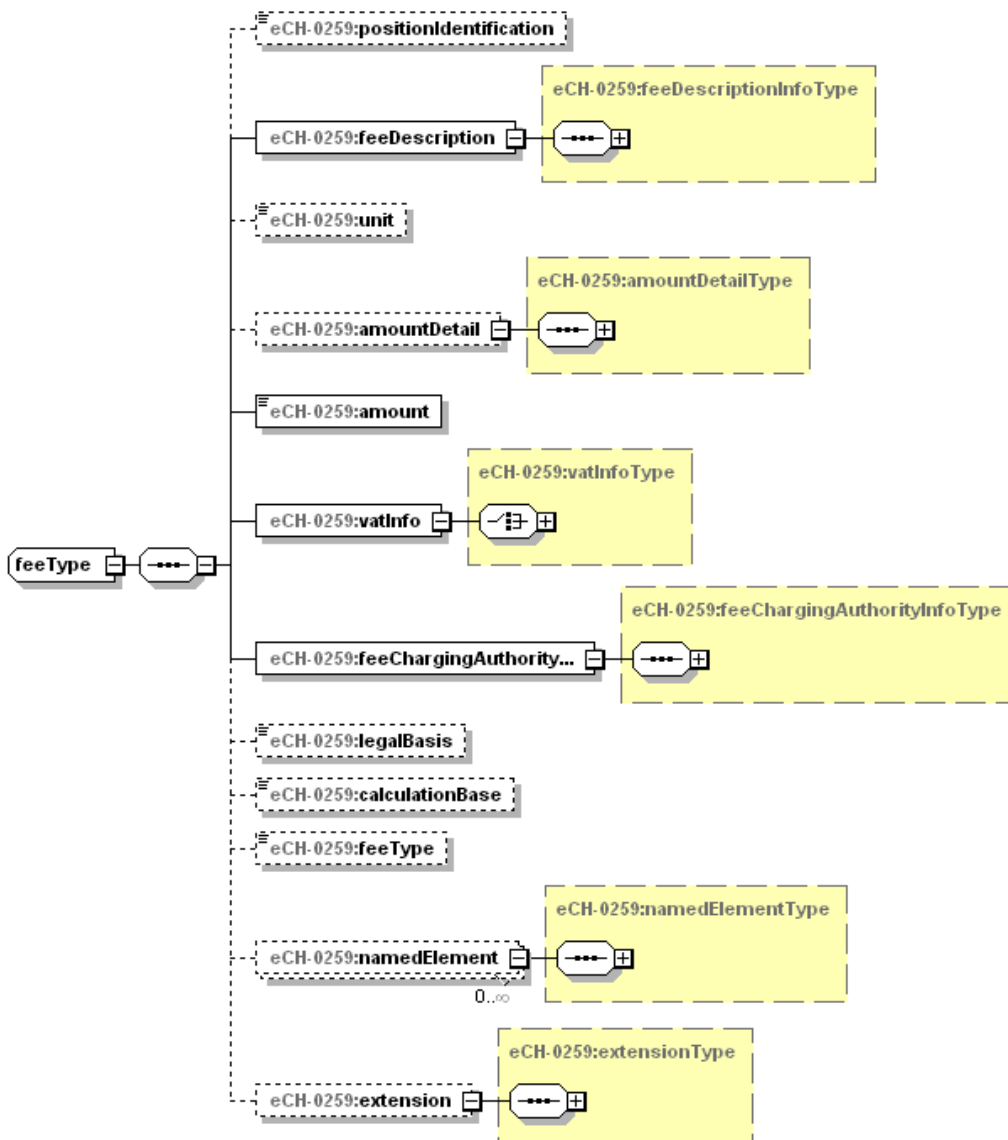 eCH-0259:positionIdentification
eCH-0259:feeDescriptionInfoType
eCH-0259:feeDescription
eCH-0259:unit
eCH-0259:amountDetailType
eCH-0259:amountDetail
eCH-0259:amount
eCH-0259:vatInfoType
eCH-0259:vatInfo
feeType
eCH-0259:feeChargingAuthorityInfoType
eCH-0259:feeChargingAuthority...
eCH-0259:legalBasis
eCH-0259:calculationBase
eCH-0259:feeType
eCH-0259:namedElementType
eCH-0259:namedElement
0..∞
eCH-0259:extensionType
eCH-0259:extension